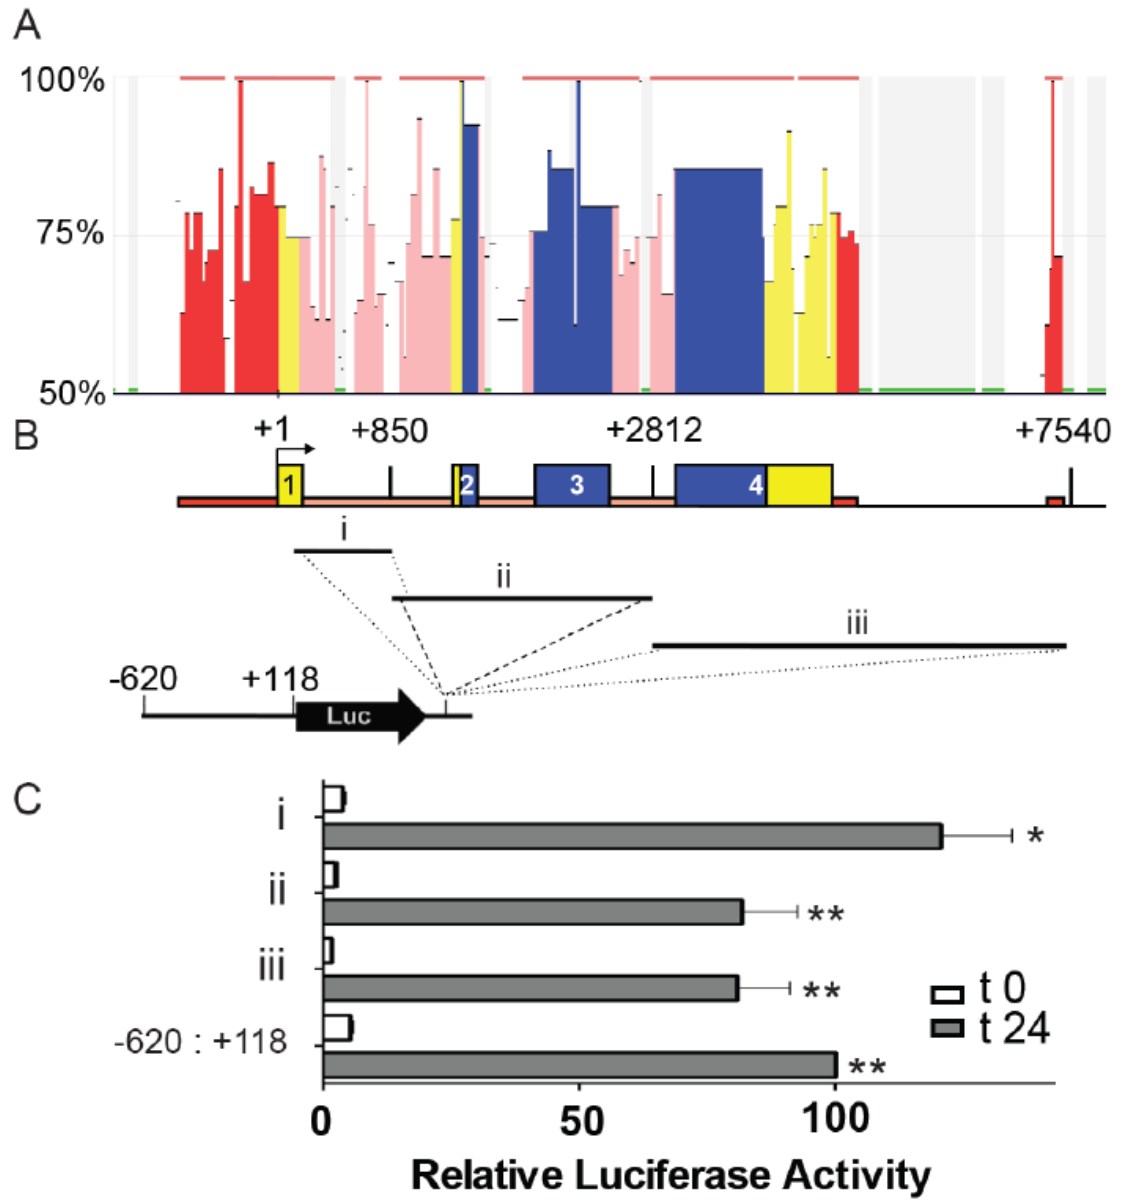 A
100%
75%
50%
B
+1 +850 +2812 +7540
1 2 3 4
i
ii
iii
-620 +118
Luc
C
i
*
ii
**
iii
**
t 0
-620 : +118
t 24
**
0 50 100
Relative Luciferase Activity